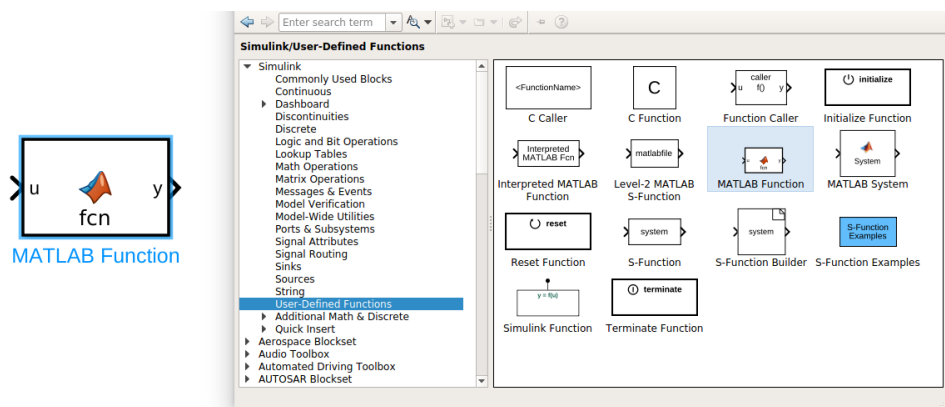 u
y
fcn
MATLAB Function
Enter search term
Simulink/User-Defined Functions
Simulink
Commonly Used Blocks
Continuous
Dashboard
Discontinuities
Discrete
Logic and Bit Operations
Lookup Tables
Math Operations
Matrix Operations
Messages & Events
Model Verification
Model-Wide Utilities
Ports & Subsystems
Signal Attributes
Signal Routing
Sinks
Sources
String
User-Defined Functions
Additional Math & Discrete
Quick Insert
Aerospace Blockset
Audio Toolbox
Automated Driving Toolbox
AUTOSAR Blockset
<FunctionName>
C Caller
C
C Function
caller
u f() y
Function Caller
initialize
Initialize Function
Interpreted
MATLAB Fcn
Interpreted MATLAB
Function
matlabfile
Level-2 MATLAB
S-Function
u y
fcn
MATLAB Function
System
MATLAB System
reset
Reset Function
system
S-Function
system
S-Function Builder
S-Function
Examples
S-Function Examples
y = f(u)
Simulink Function
terminate
Terminate Function